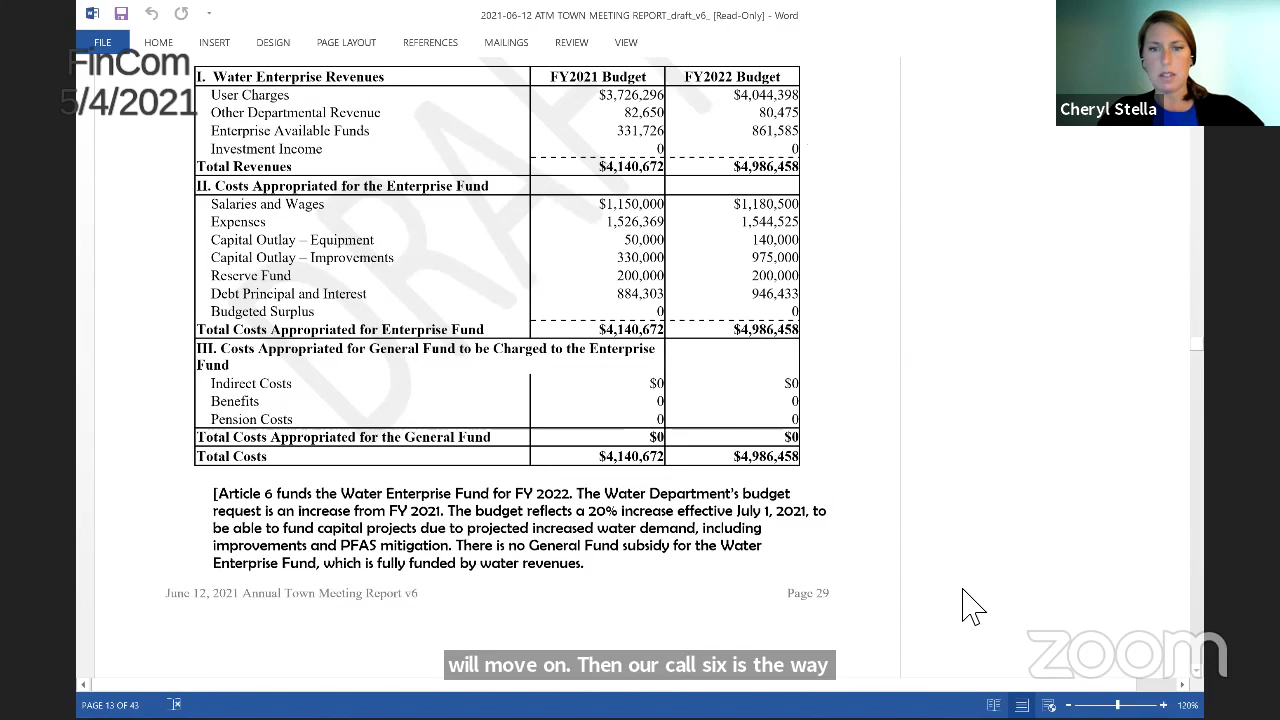 2021-06-12 ATM TOWN MEETING REPORT_draft_v6_ [Read-Only] - Word
FILE HOME INSERT DESIGN PAGE LAYOUT REFERENCES MAILINGS REVIEW VIEW
FinCom
5/4/2021
Cheryl Stella
I. Water Enterprise Revenues FY2021 Budget FY2022 Budget
User Charges $3,726,296 $4,044,398
Other Departmental Revenue 82,650 80,475
Enterprise Available Funds 331,726 861,585
Investment Income 0 0
Total Revenues $4,140,672 $4,986,458
II. Costs Appropriated for the Enterprise Fund
Salaries and Wages $1,150,000 $1,180,500
Expenses 1,526,369 1,544,525
Capital Outlay – Equipment 50,000 140,000
Capital Outlay – Improvements 330,000 975,000
Reserve Fund 200,000 200,000
Debt Principal and Interest 884,303 946,433
Budgeted Surplus 0 0
Total Costs Appropriated for Enterprise Fund $4,140,672 $4,986,458
III. Costs Appropriated for General Fund to be Charged to the Enterprise
Fund
Indirect Costs $0 $0
Benefits 0 0
Pension Costs 0 0
Total Costs Appropriated for the General Fund $0 $0
Total Costs $4,140,672 $4,986,458
DRAFT
[Article 6 funds the Water Enterprise Fund for FY 2022. The Water Department's budget
request is an increase from FY 2021. The budget reflects a 20% increase effective July 1, 2021, to
be able to fund capital projects due to projected increased water demand, including
improvements and PFAS mitigation. There is no General Fund subsidy for the Water
Enterprise Fund, which is fully funded by water revenues.
June 12, 2021 Annual Town Meeting Report v6 Page 29
zoom
will move on. Then our call six is the way
PAGE 13 OF 43 120%